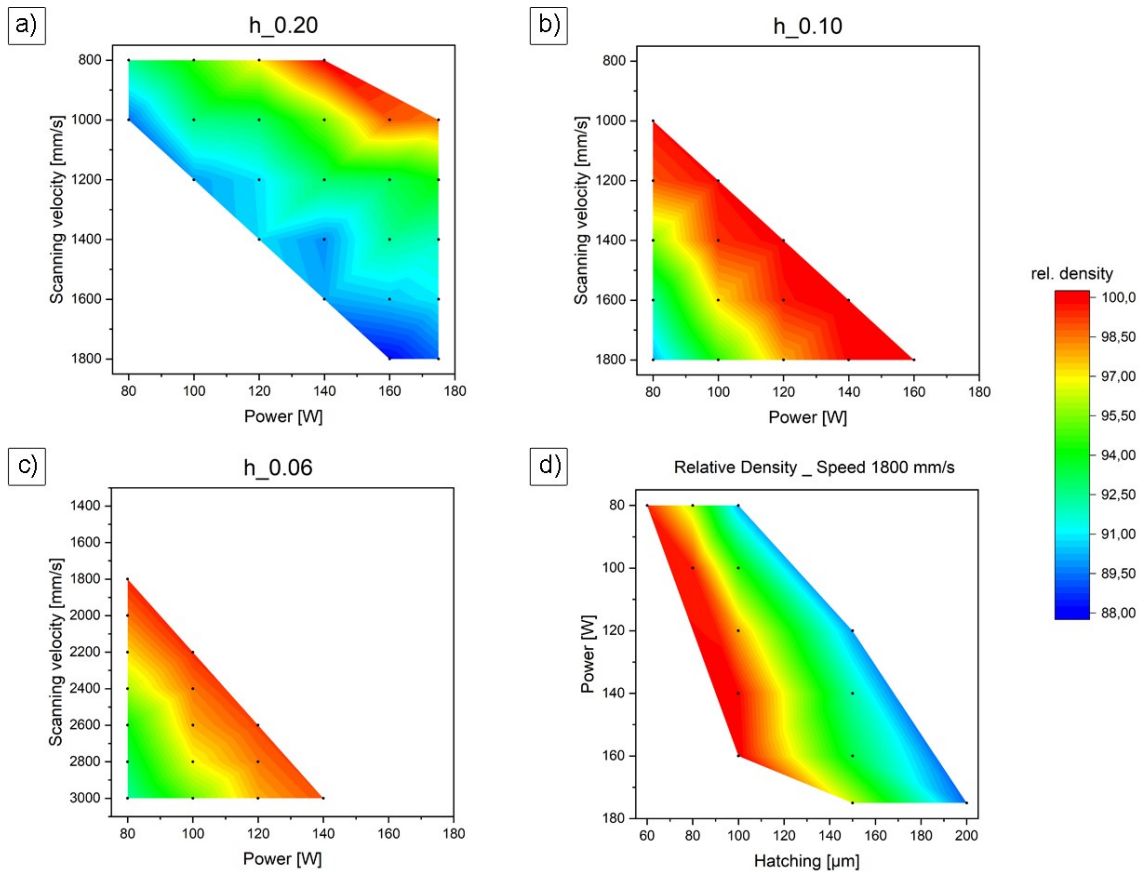 a)
h_0.20
800
1000
1200
1400
1600
1800
Scanning velocity [mm/s]
80 100 120 140 160 180
Power [W]
b)
h_0.10
800
1000
1200
1400
1600
1800
Scanning velocity [mm/s]
80 100 120 140 160 180
Power [W]
rel. density
100,0
98,50
97,00
95,50
94,00
92,50
91,00
89,50
88,00
c)
h_0.06
1400
1600
1800
2000
2200
2400
2600
2800
3000
Scanning velocity [mm/s]
80 100 120 140 160 180
Power [W]
d)
Relative Density _ Speed 1800 mm/s
80
100
120
140
160
180
Power [W]
60 80 100 120 140 160 180 200
Hatching [µm]